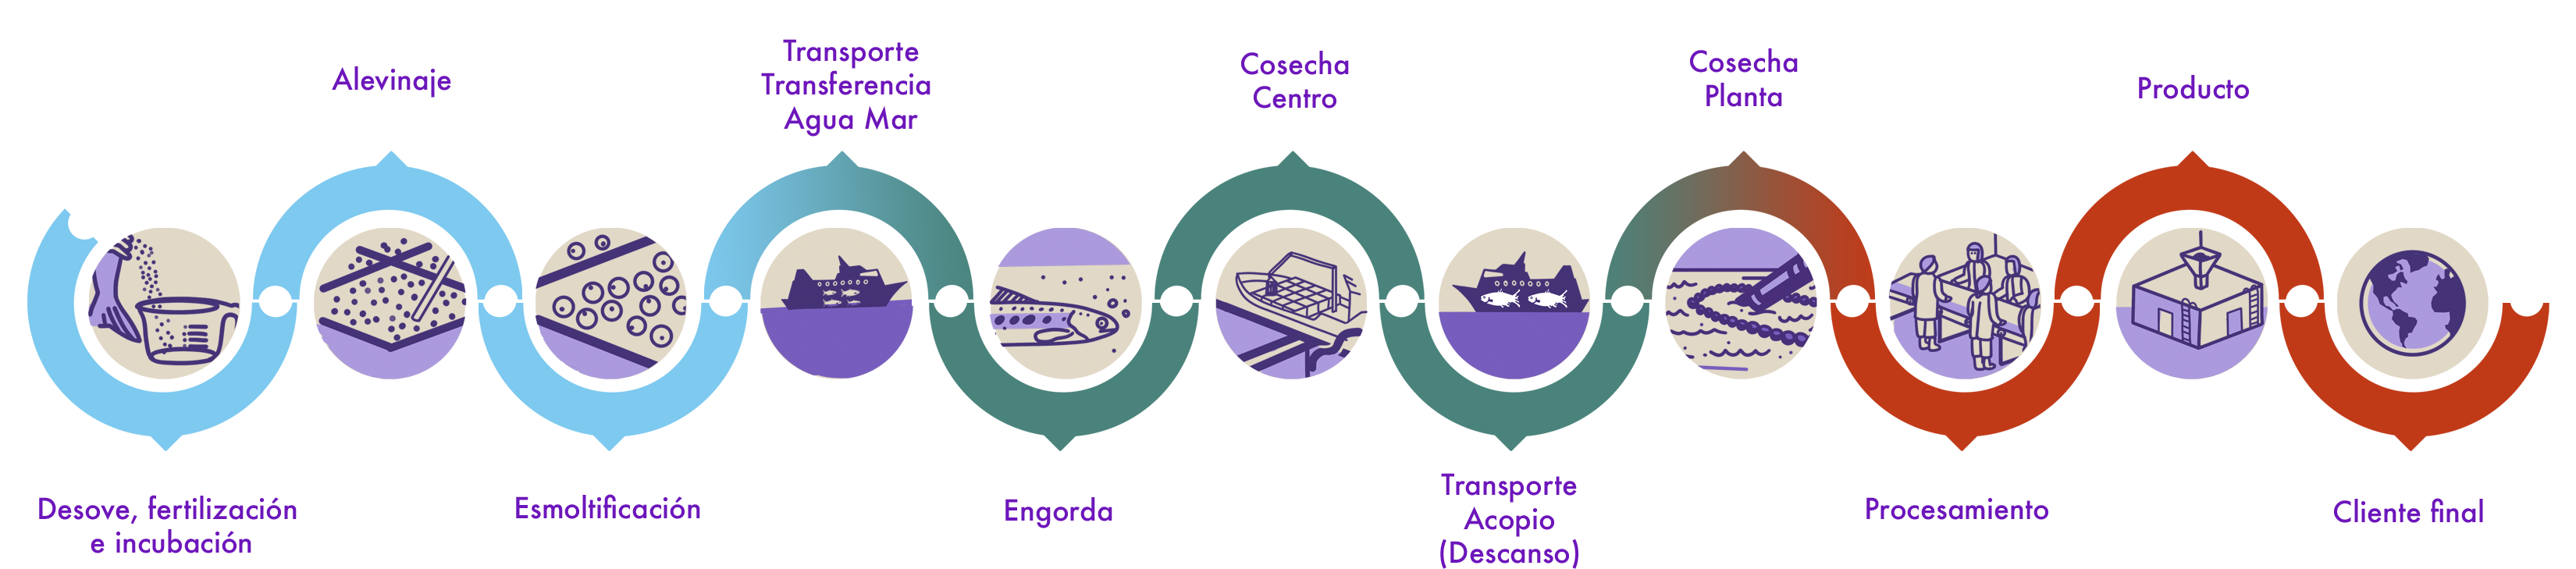 Desove, fertilización
e incubación
Alevinaje
Esmoltificación
Transporte
Transferencia
Agua Mar
Engorda
Cosecha
Centro
Transporte
Acopio
(Descanso)
Cosecha
Planta
Procesamiento
Producto
Cliente final